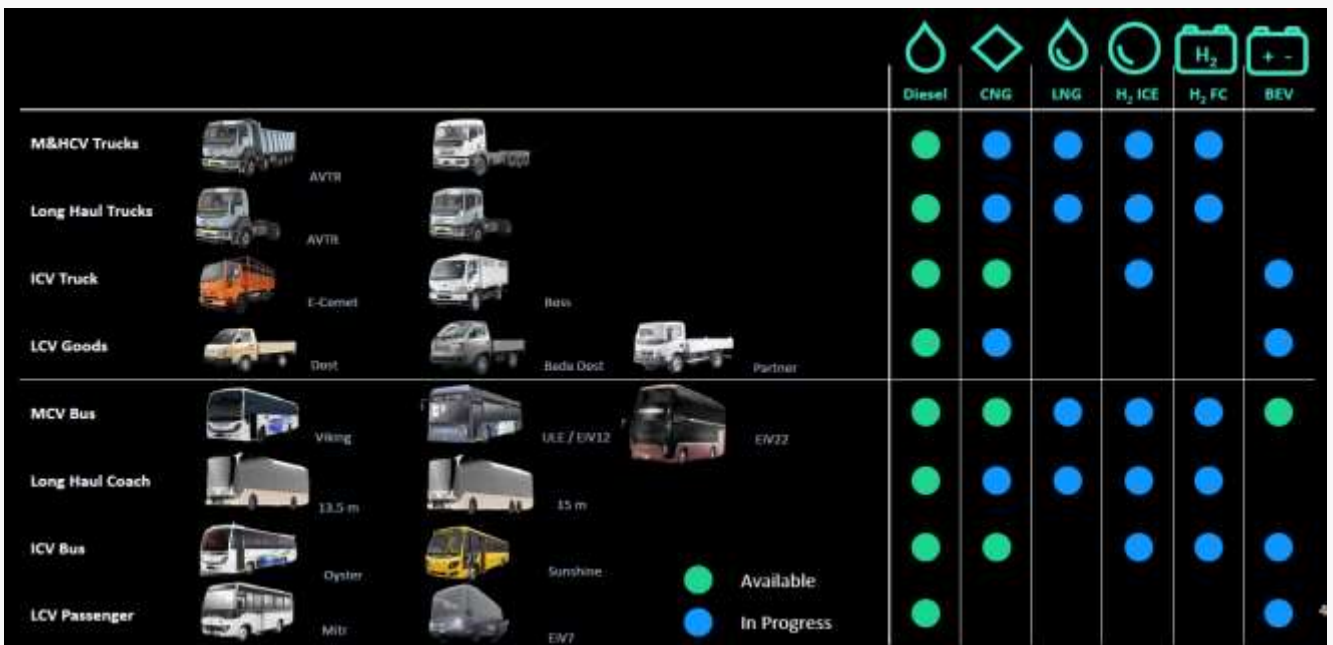 H₂
+ -
Diesel CNG LNG H₂ ICE H₂ FC BEV
M&HCV Trucks
AVTR
Long Haul Trucks
AVTR
ICV Truck
E-Comet Boss
LCV Goods
Dost Bada Dost Partner
MCV Bus
Viking ULE / EiV12 EiV22
Long Haul Coach
13.5 m 15 m
ICV Bus
Oyster Sunshine
Available
LCV Passenger
Mitr EiV7
In Progress